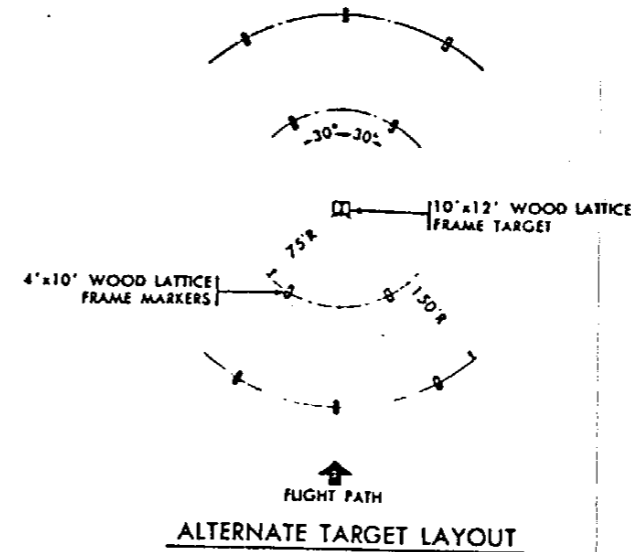 30°-30°
10'x12' WOOD LATTICE
FRAME TARGET
75'R
4'x10' WOOD LATTICE
FRAME MARKERS
150'R
FLIGHT PATH
ALTERNATE TARGET LAYOUT